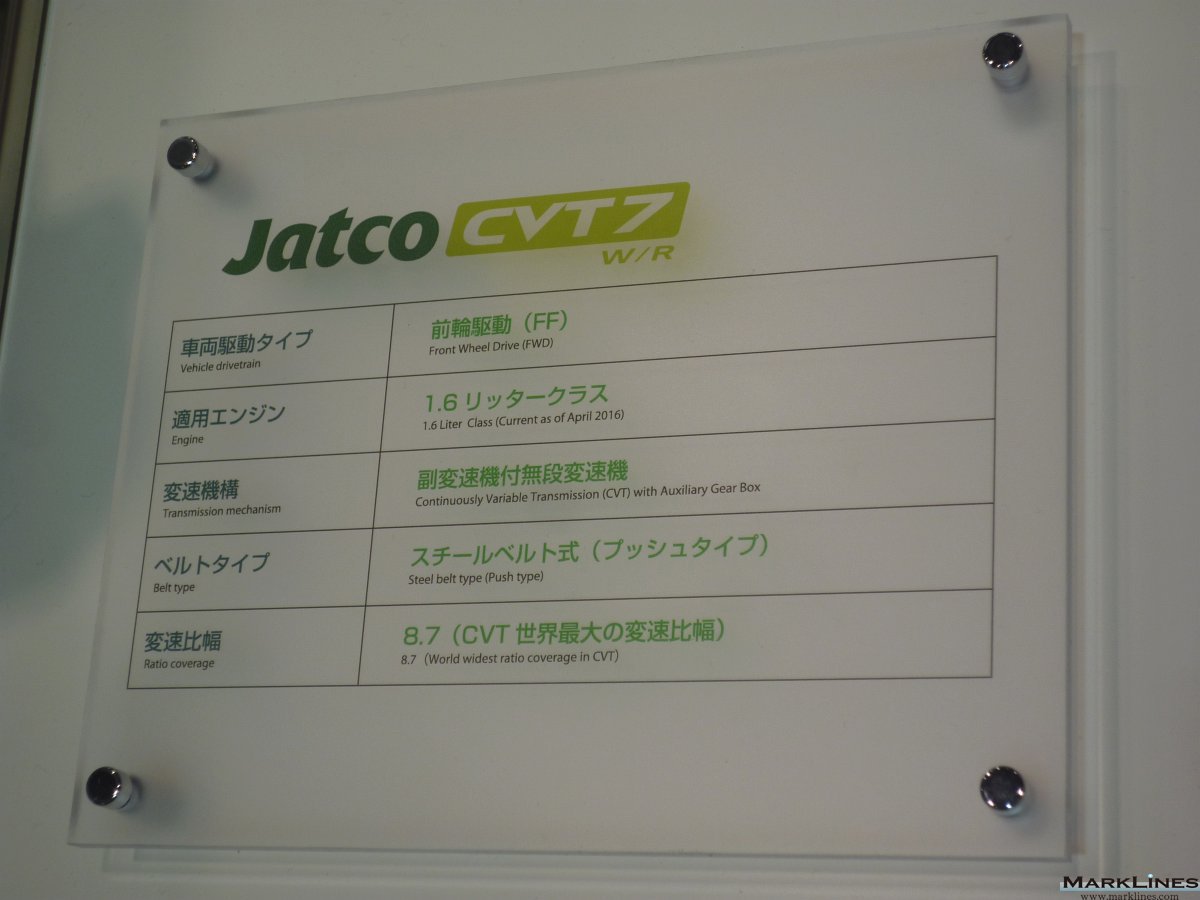 Jatco CVT7
W/R
車両駆動タイプ
Vehicle drivetrain
前輪駆動（FF）
Front Wheel Drive (FWD)
適用エンジン
Engine
1.6 リッタークラス
1.6 Liter Class (Current as of April 2016)
変速機構
Transmission mechanism
副変速機付無段変速機
Continuously Variable Transmission (CVT) with Auxiliary Gear Box
ベルトタイプ
Belt type
スチールベルト式（プッシュタイプ）
Steel belt type (Push type)
変速比幅
Ratio coverage
8.7（CVT 世界最大の変速比幅）
8.7（World widest ratio coverage in CVT）
MARKLINES
www.marklines.com